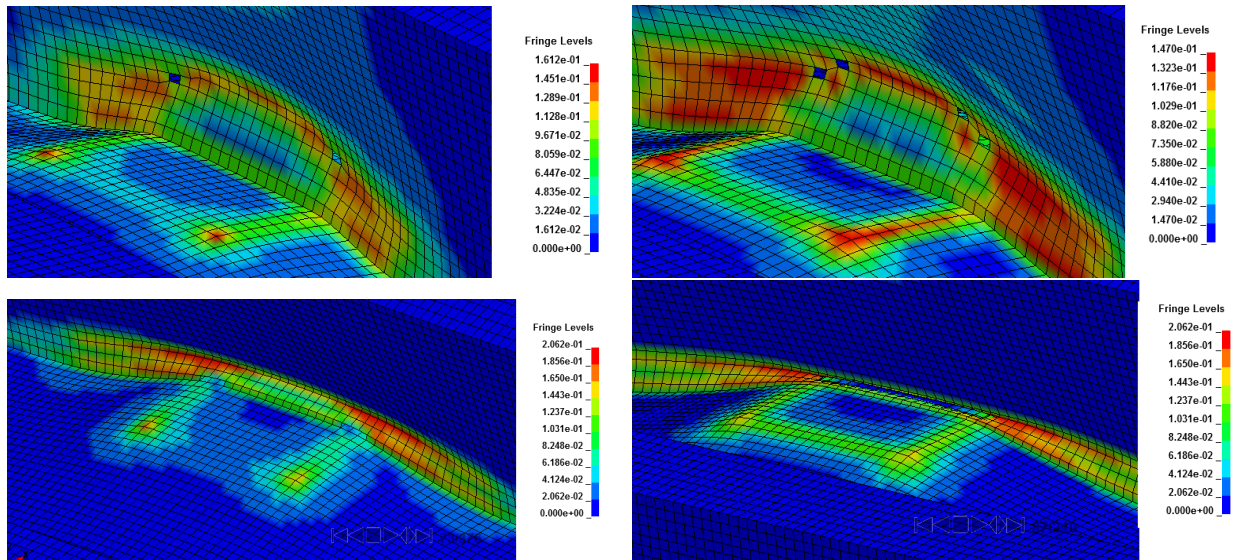 Fringe Levels
1.612e-01
1.451e-01
1.289e-01
1.128e-01
9.671e-02
8.059e-02
6.447e-02
4.835e-02
3.224e-02
1.612e-02
0.000e+00
Fringe Levels
1.470e-01
1.323e-01
1.176e-01
1.029e-01
8.820e-02
7.350e-02
5.880e-02
4.410e-02
2.940e-02
1.470e-02
0.000e+00
Fringe Levels
2.062e-01
1.856e-01
1.650e-01
1.443e-01
1.237e-01
1.031e-01
8.248e-02
6.186e-02
4.124e-02
2.062e-02
0.000e+00
Fringe Levels
2.062e-01
1.856e-01
1.650e-01
1.443e-01
1.237e-01
1.031e-01
8.248e-02
6.186e-02
4.124e-02
2.062e-02
0.000e+00